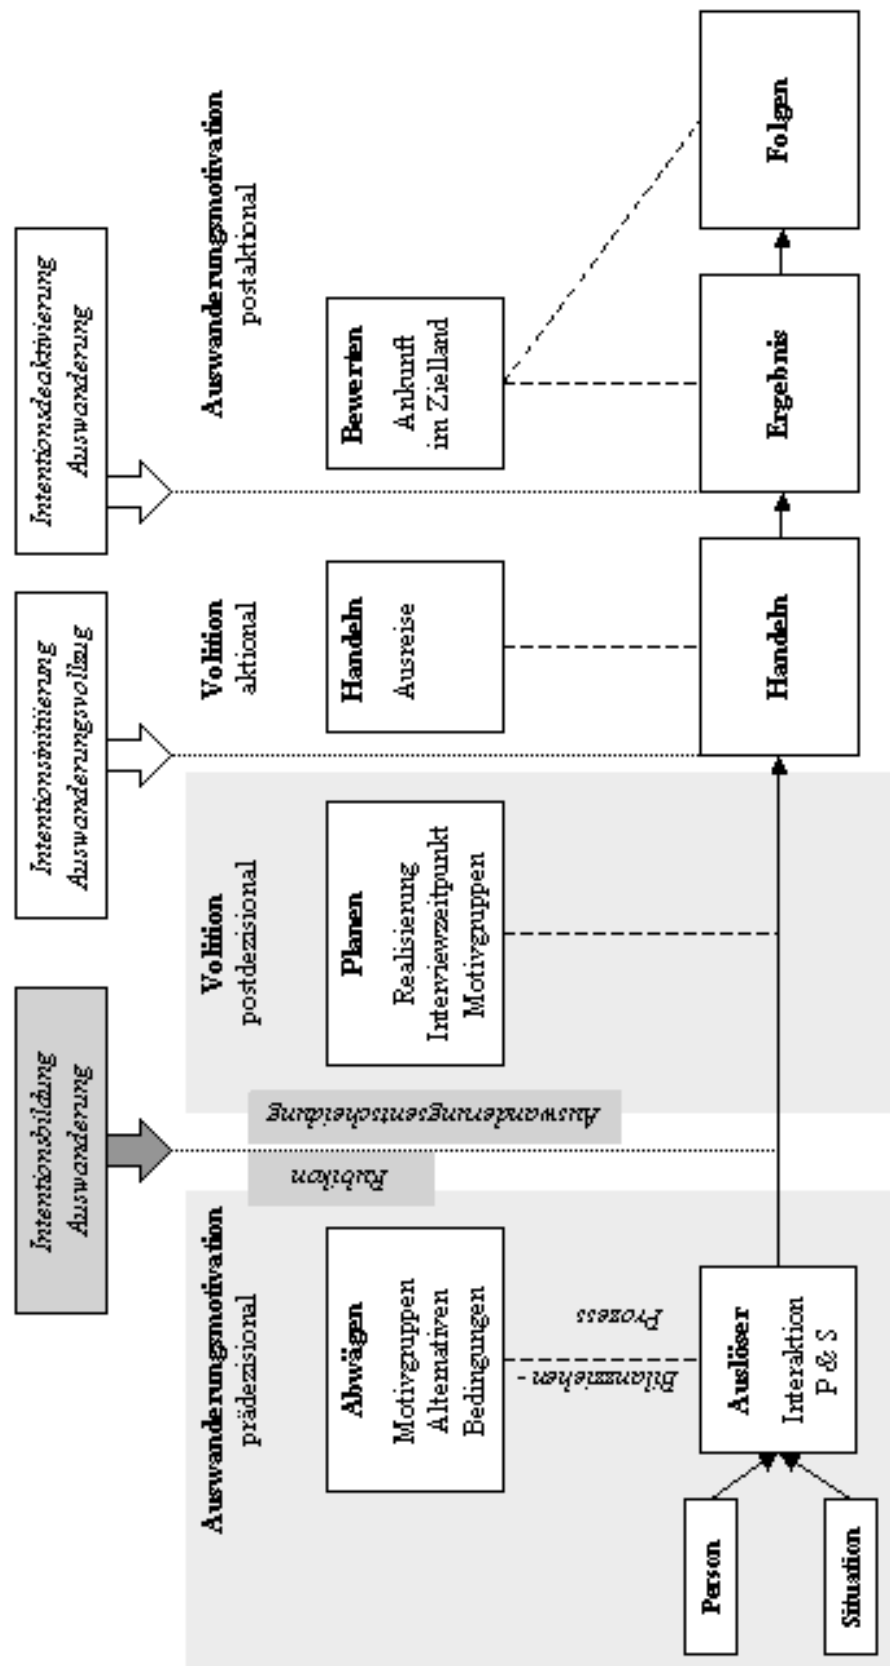 Intentionsbildung
Auswanderung
Intentionsinitiierung
Auswanderungsvollzug
Intentionsdeaktivierung
Auswanderung
Auswanderungsmotivation
prädezisional
Volition
postdezisional
Volition
aktional
Auswanderungsmotivation
postaktional
Rubikon
Auswanderungsentscheidung
Abwägen
Motivgruppen
Alternativen
Bedingungen
Planen
Realisierung
Interviewzeitpunkt
Motivgruppen
Handeln
Ausreise
Bewerten
Ankunft
im Zielland
Bilanzziehen -
Prozess
Person
Situation
Auslöser
Interaktion
P & S
Handeln
Ergebnis
Folgen